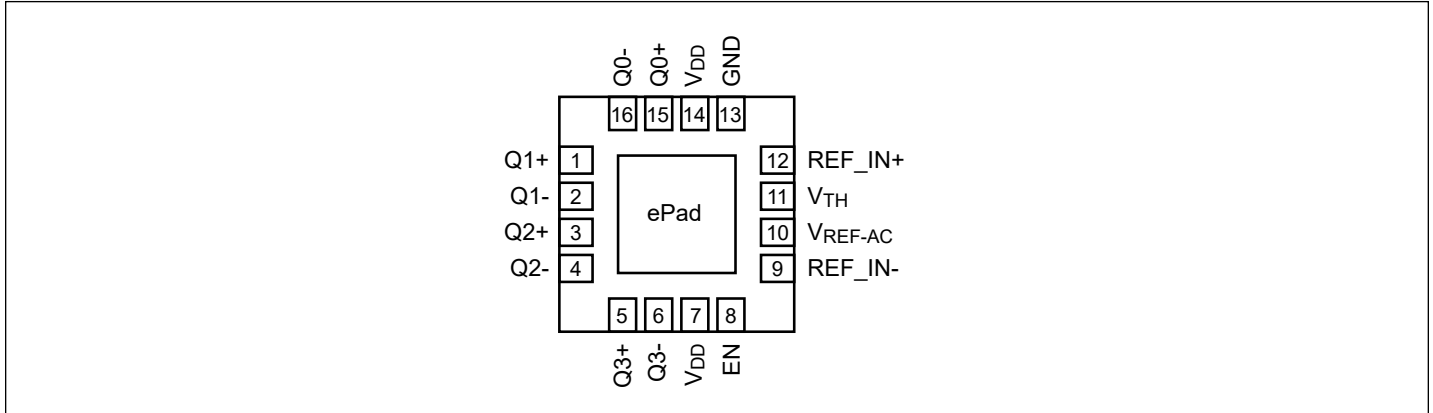 Q0- Q0+ VDD GND
16 15 14 13
Q1+ 1 12 REF_IN+
Q1- 2 11 VTH
Q2+ 3 ePad 10 VREF-AC
Q2- 4 9 REF_IN-
5 6 7 8
Q3+ Q3- VDD EN